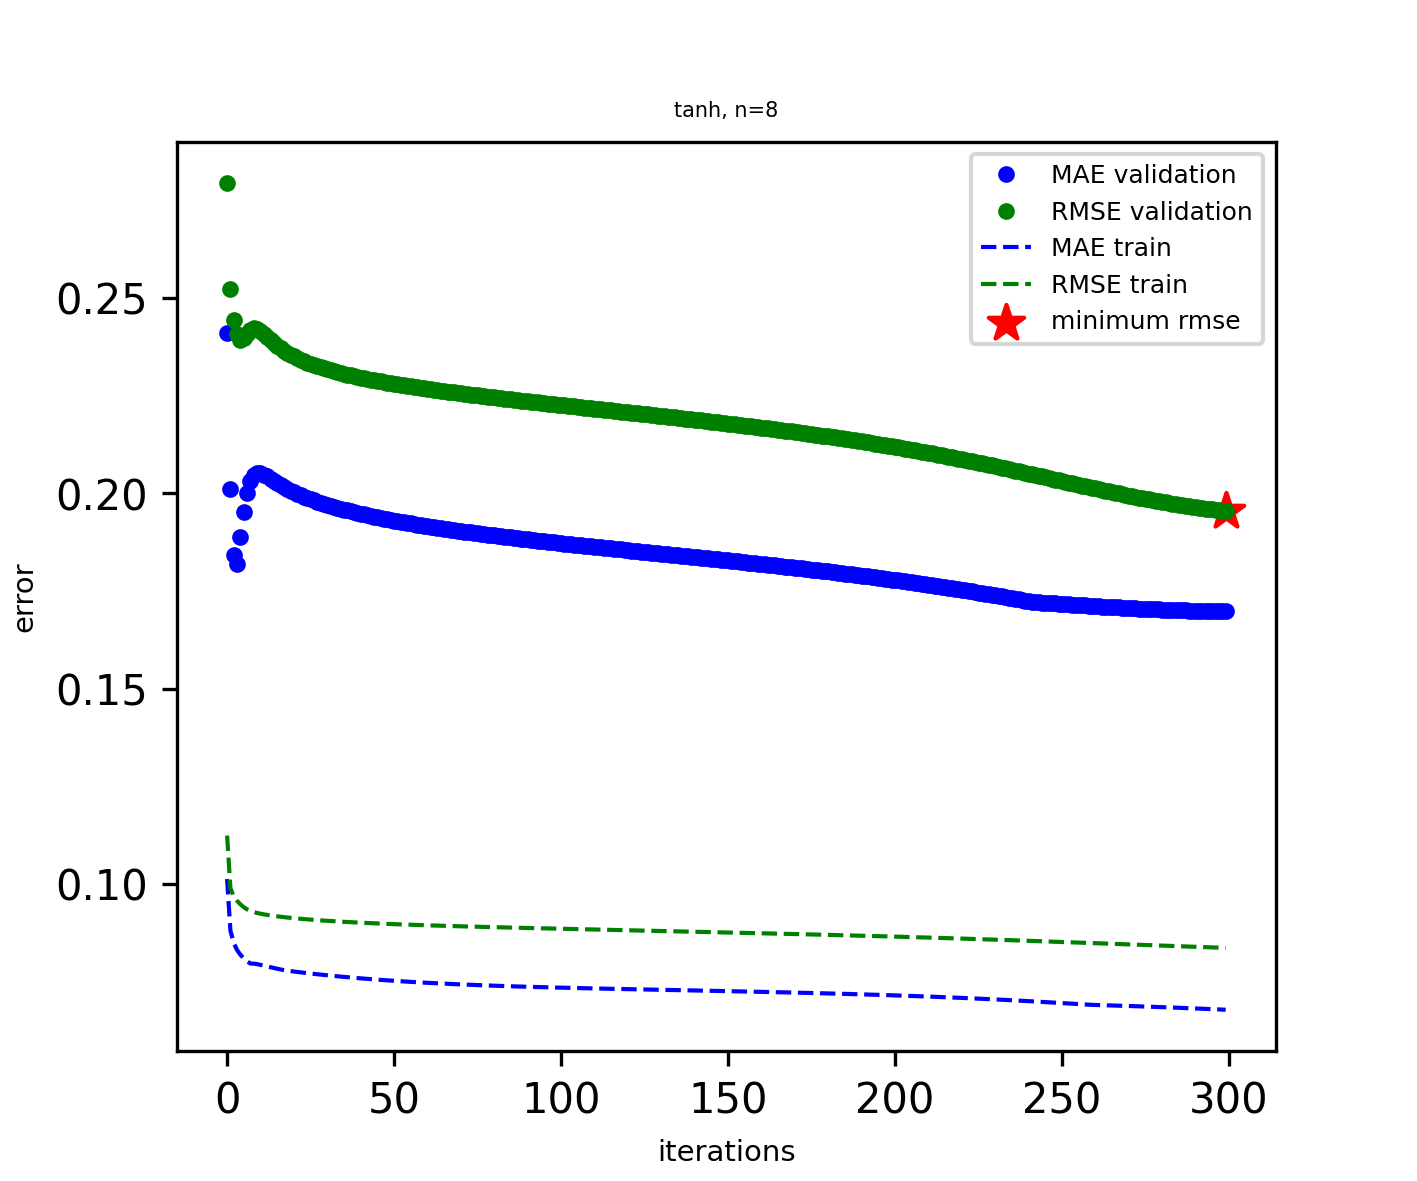 tanh, n=8
MAE validation
RMSE validation
MAE train
RMSE train
minimum rmse
error
0.25
0.20
0.15
0.10
0 50 100 150 200 250 300
iterations